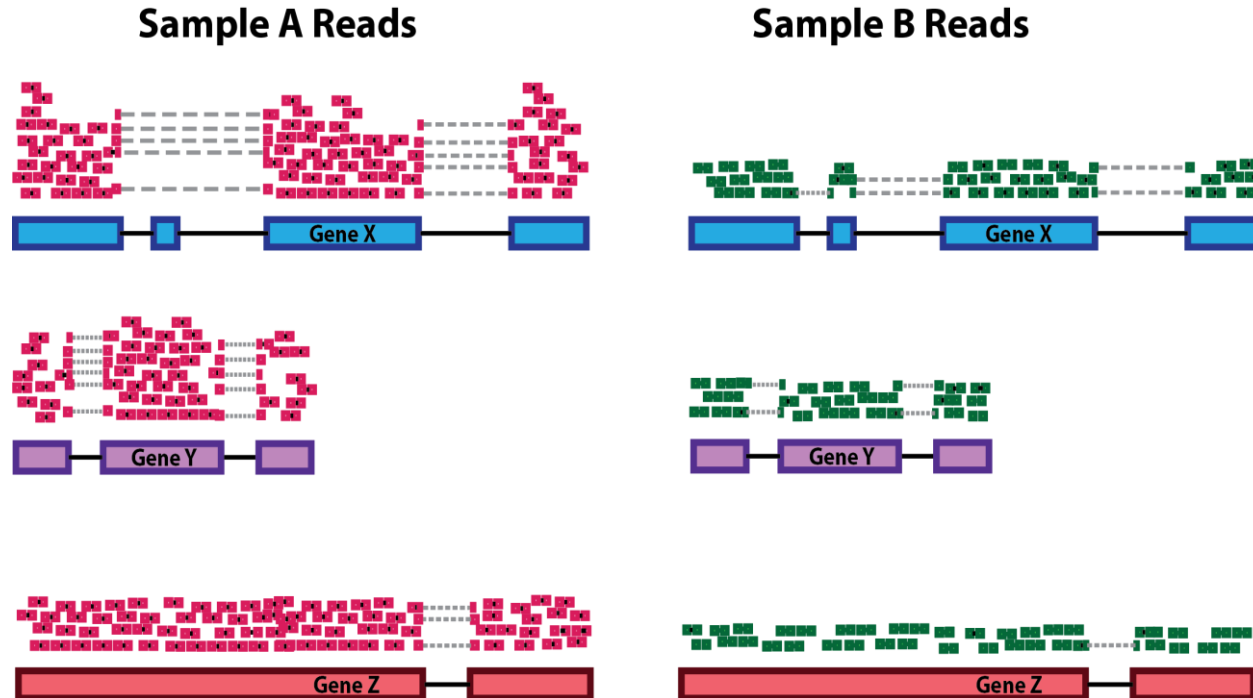 Sample A Reads
Sample B Reads
Gene X
Gene X
Gene Y
Gene Y
Gene Z
Gene Z